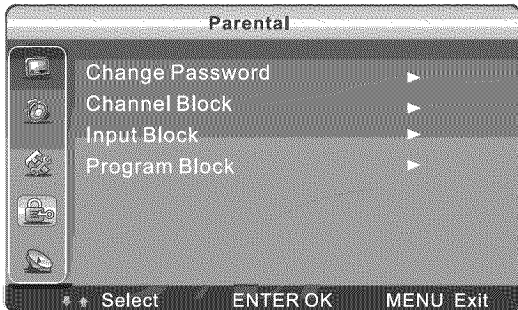 Parental
Change Password
Channel Block
Input Block
Program Block
Select ENTER OK MENU Exit